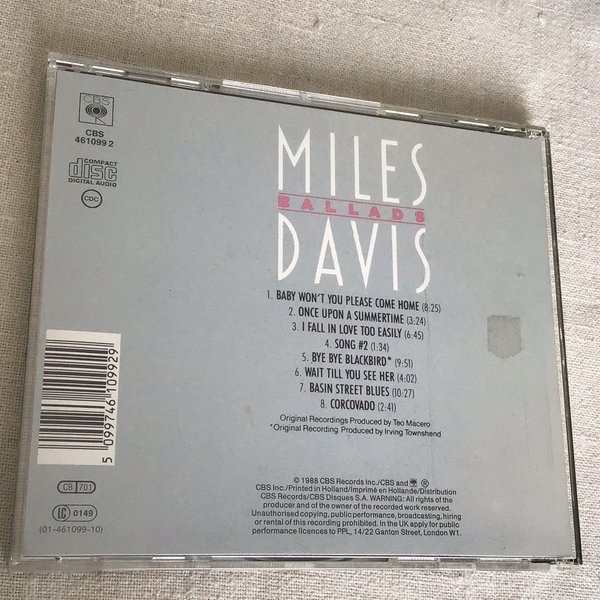 CBS
CBS
461099 2
COMPACT
disc
DIGITAL AUDIO
CDC
MILES
BALLADS
DAVIS
1. BABY WON'T YOU PLEASE COME HOME (8:25)
2. ONCE UPON A SUMMERTIME (3:24)
3. I FALL IN LOVE TOO EASILY (6:45)
4. SONG #2 (1:34)
5. BYE BYE BLACKBIRD* (9:51)
6. WAIT TILL YOU SEE HER (4:02)
7. BASIN STREET BLUES (10:27)
8. CORCOVADO (2:41)
Original Recordings Produced by Teo Macero
*Original Recording Produced by Irving Townshend
5 099746 109929
CB 701
LC 0149
(01-461099-10)
© 1988 CBS Records Inc./CBS and ®
CBS Inc./Printed in Holland/Imprimé en Hollande/Distribution
CBS Records/CBS Disques S.A. WARNING: All rights of the
producer and of the owner of the recorded work reserved.
Unauthorised copying, public performance, broadcasting, hiring
or rental of this recording prohibited. In the UK apply for public
performance licences to PPL, 14/22 Ganton Street, London W1.